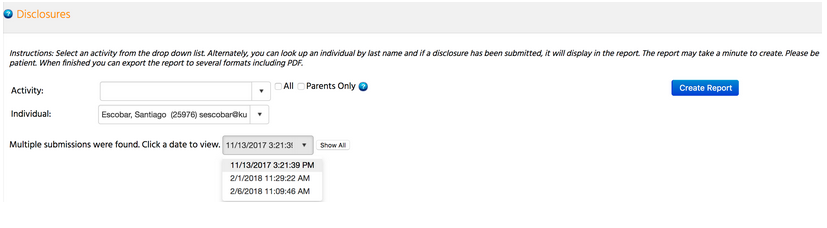 Disclosures
Instructions: Select an activity from the drop down list. Alternately, you can look up an individual by last name and if a disclosure has been submitted, it will display in the report. The report may take a minute to create. Please be
patient. When finished you can export the report to several formats including PDF.
Activity: All Parents Only
Create Report
Individual: Escobar, Santiago (25976) sescobar@ku
Multiple submissions were found. Click a date to view. 11/13/2017 3:21:39 Show All
11/13/2017 3:21:39 PM
2/1/2018 11:29:22 AM
2/6/2018 11:09:46 AM